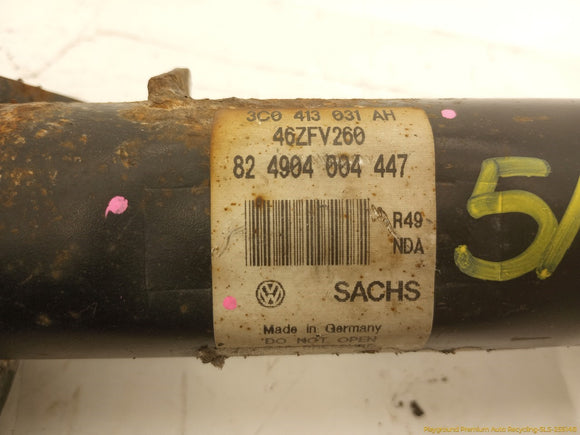 3C0 413 031 AH
46ZFV260
82 4904 004 447
R49
NDA
VW
SACHS
Made in Germany
DO NOT OPEN
5/
Playground Premium Auto Recycling